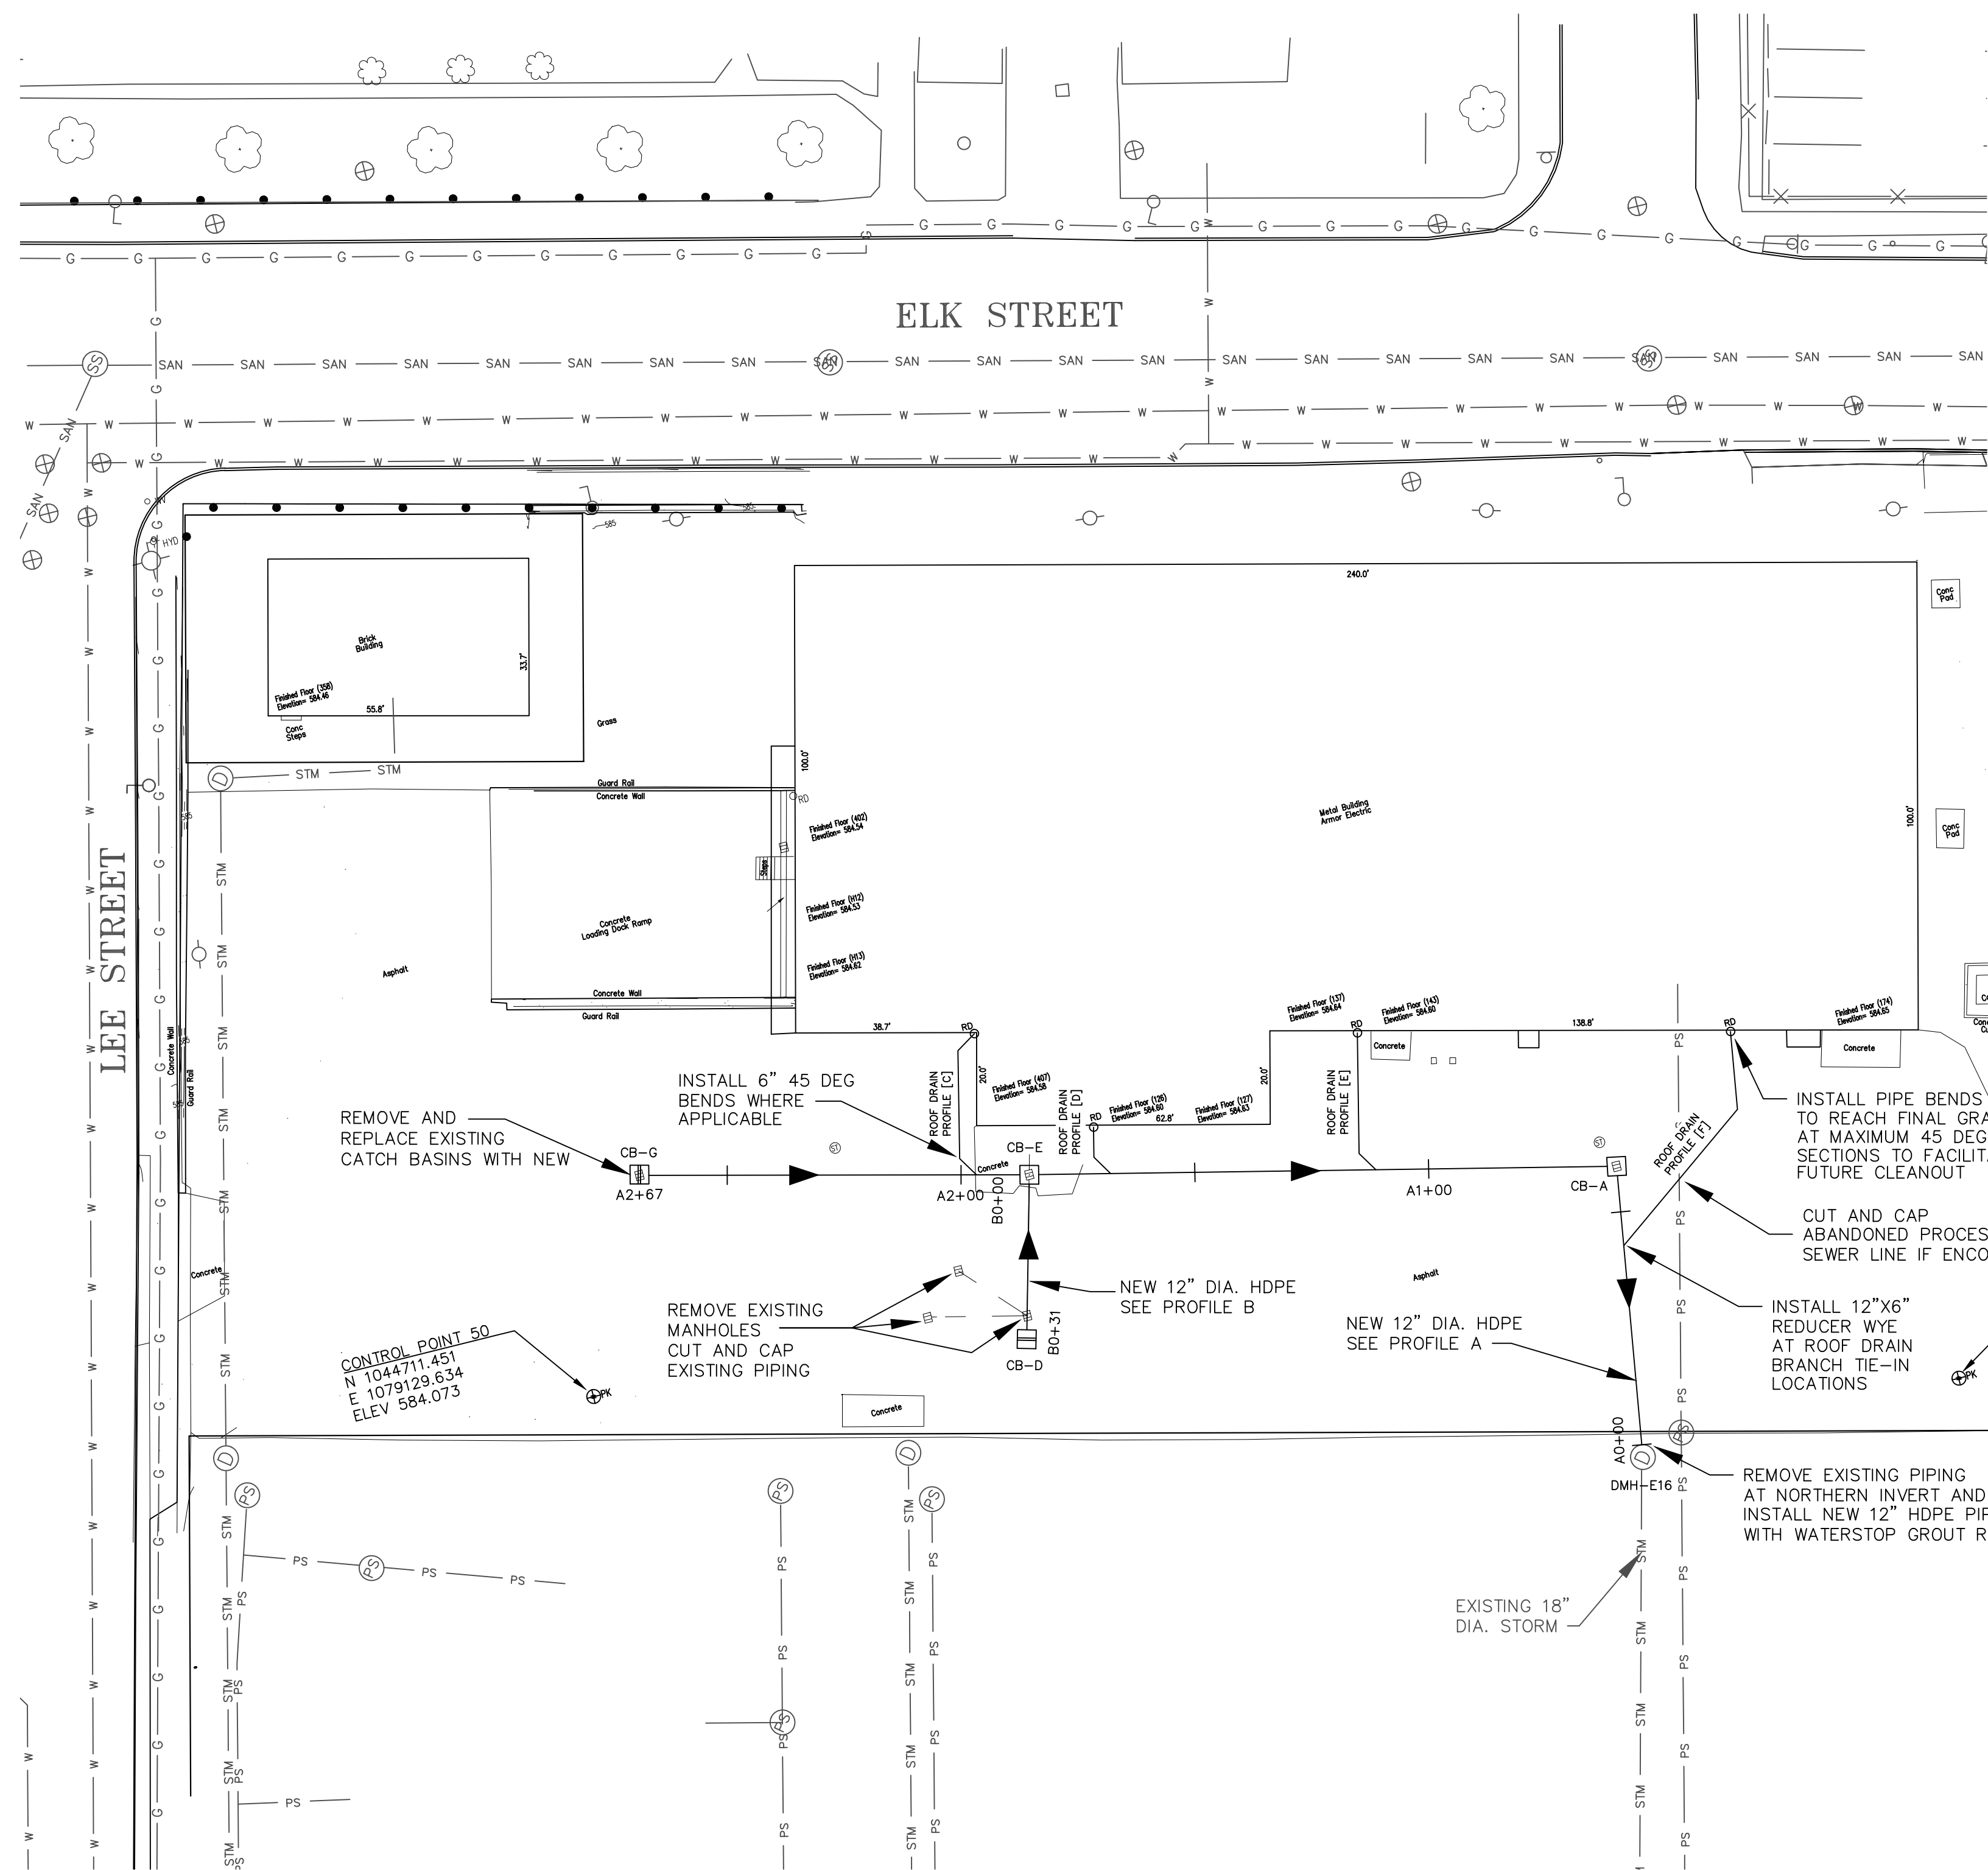 ELK STREET
LEE STREET
HYD
585
585
240.0'
Conc
Pad
Brick
Building
33.7'
Finished Floor (358)
Elevation= 584.46
55.8'
Conc
Steps
Grass
100.0'
Guard Rail
Concrete Wall
RD
Finished Floor (402)
Elevation= 584.54
Metal Building
Armor Electric
100.0'
Conc
Pad
Steps
Finished Floor (H12)
Elevation= 584.53
Concrete
Loading Dock Ramp
Finished Floor (H13)
Elevation= 584.62
Asphalt
Concrete Wall
Guard Rail
Concrete Wall
Guard Rail
38.7'
RD
Finished Floor (137)
Elevation= 584.64
RD
Finished Floor (143)
Elevation= 584.60
Concrete
138.8'
RD
Finished Floor (174)
Elevation= 584.65
Concrete
20.0'
Finished Floor (407)
Elevation= 584.58
RD
Finished Floor (126)
Elevation= 584.60
62.8'
Finished Floor (127)
Elevation= 584.63
20.0'
ROOF DRAIN
PROFILE [C]
ROOF DRAIN
PROFILE [D]
ROOF DRAIN
PROFILE [E]
ROOF DRAIN
PROFILE [F]
INSTALL 6" 45 DEG
BENDS WHERE
APPLICABLE
REMOVE AND
REPLACE EXISTING
CATCH BASINS WITH NEW
INSTALL PIPE BENDS
TO REACH FINAL GRA
AT MAXIMUM 45 DEG
SECTIONS TO FACILIT
FUTURE CLEANOUT
CB-G
A2+67
ST
CB-E
Concrete
A2+00
B0+00
A1+00
ST
CB-A
CUT AND CAP
ABANDONED PROCES
SEWER LINE IF ENCO
Concrete
REMOVE EXISTING
MANHOLES
CUT AND CAP
EXISTING PIPING
NEW 12" DIA. HDPE
SEE PROFILE B
B0+31
CB-D
Asphalt
NEW 12" DIA. HDPE
SEE PROFILE A
INSTALL 12"X6"
REDUCER WYE
AT ROOF DRAIN
BRANCH TIE-IN
LOCATIONS
CONTROL POINT 50
N 1044711.451
E 1079129.634
ELEV 584.073
PK
PK
Concrete
A0+00
DMH-E16
REMOVE EXISTING PIPING
AT NORTHERN INVERT AND
INSTALL NEW 12" HDPE PIP
WITH WATERSTOP GROUT R
EXISTING 18"
DIA. STORM